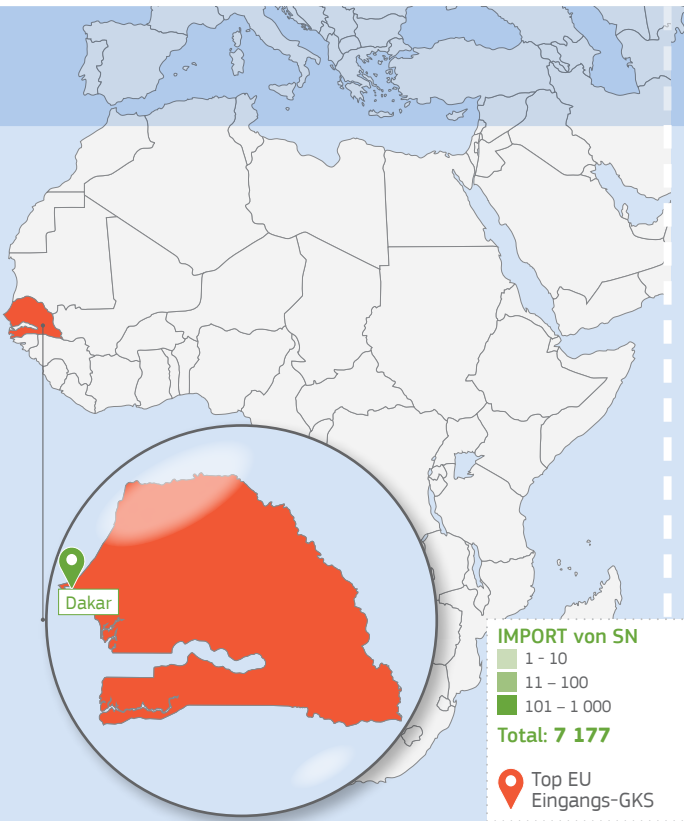 Dakar
IMPORT von SN
1 - 10
11 – 100
101 – 1 000
Total: 7 177
Top EU
Eingangs-GKS